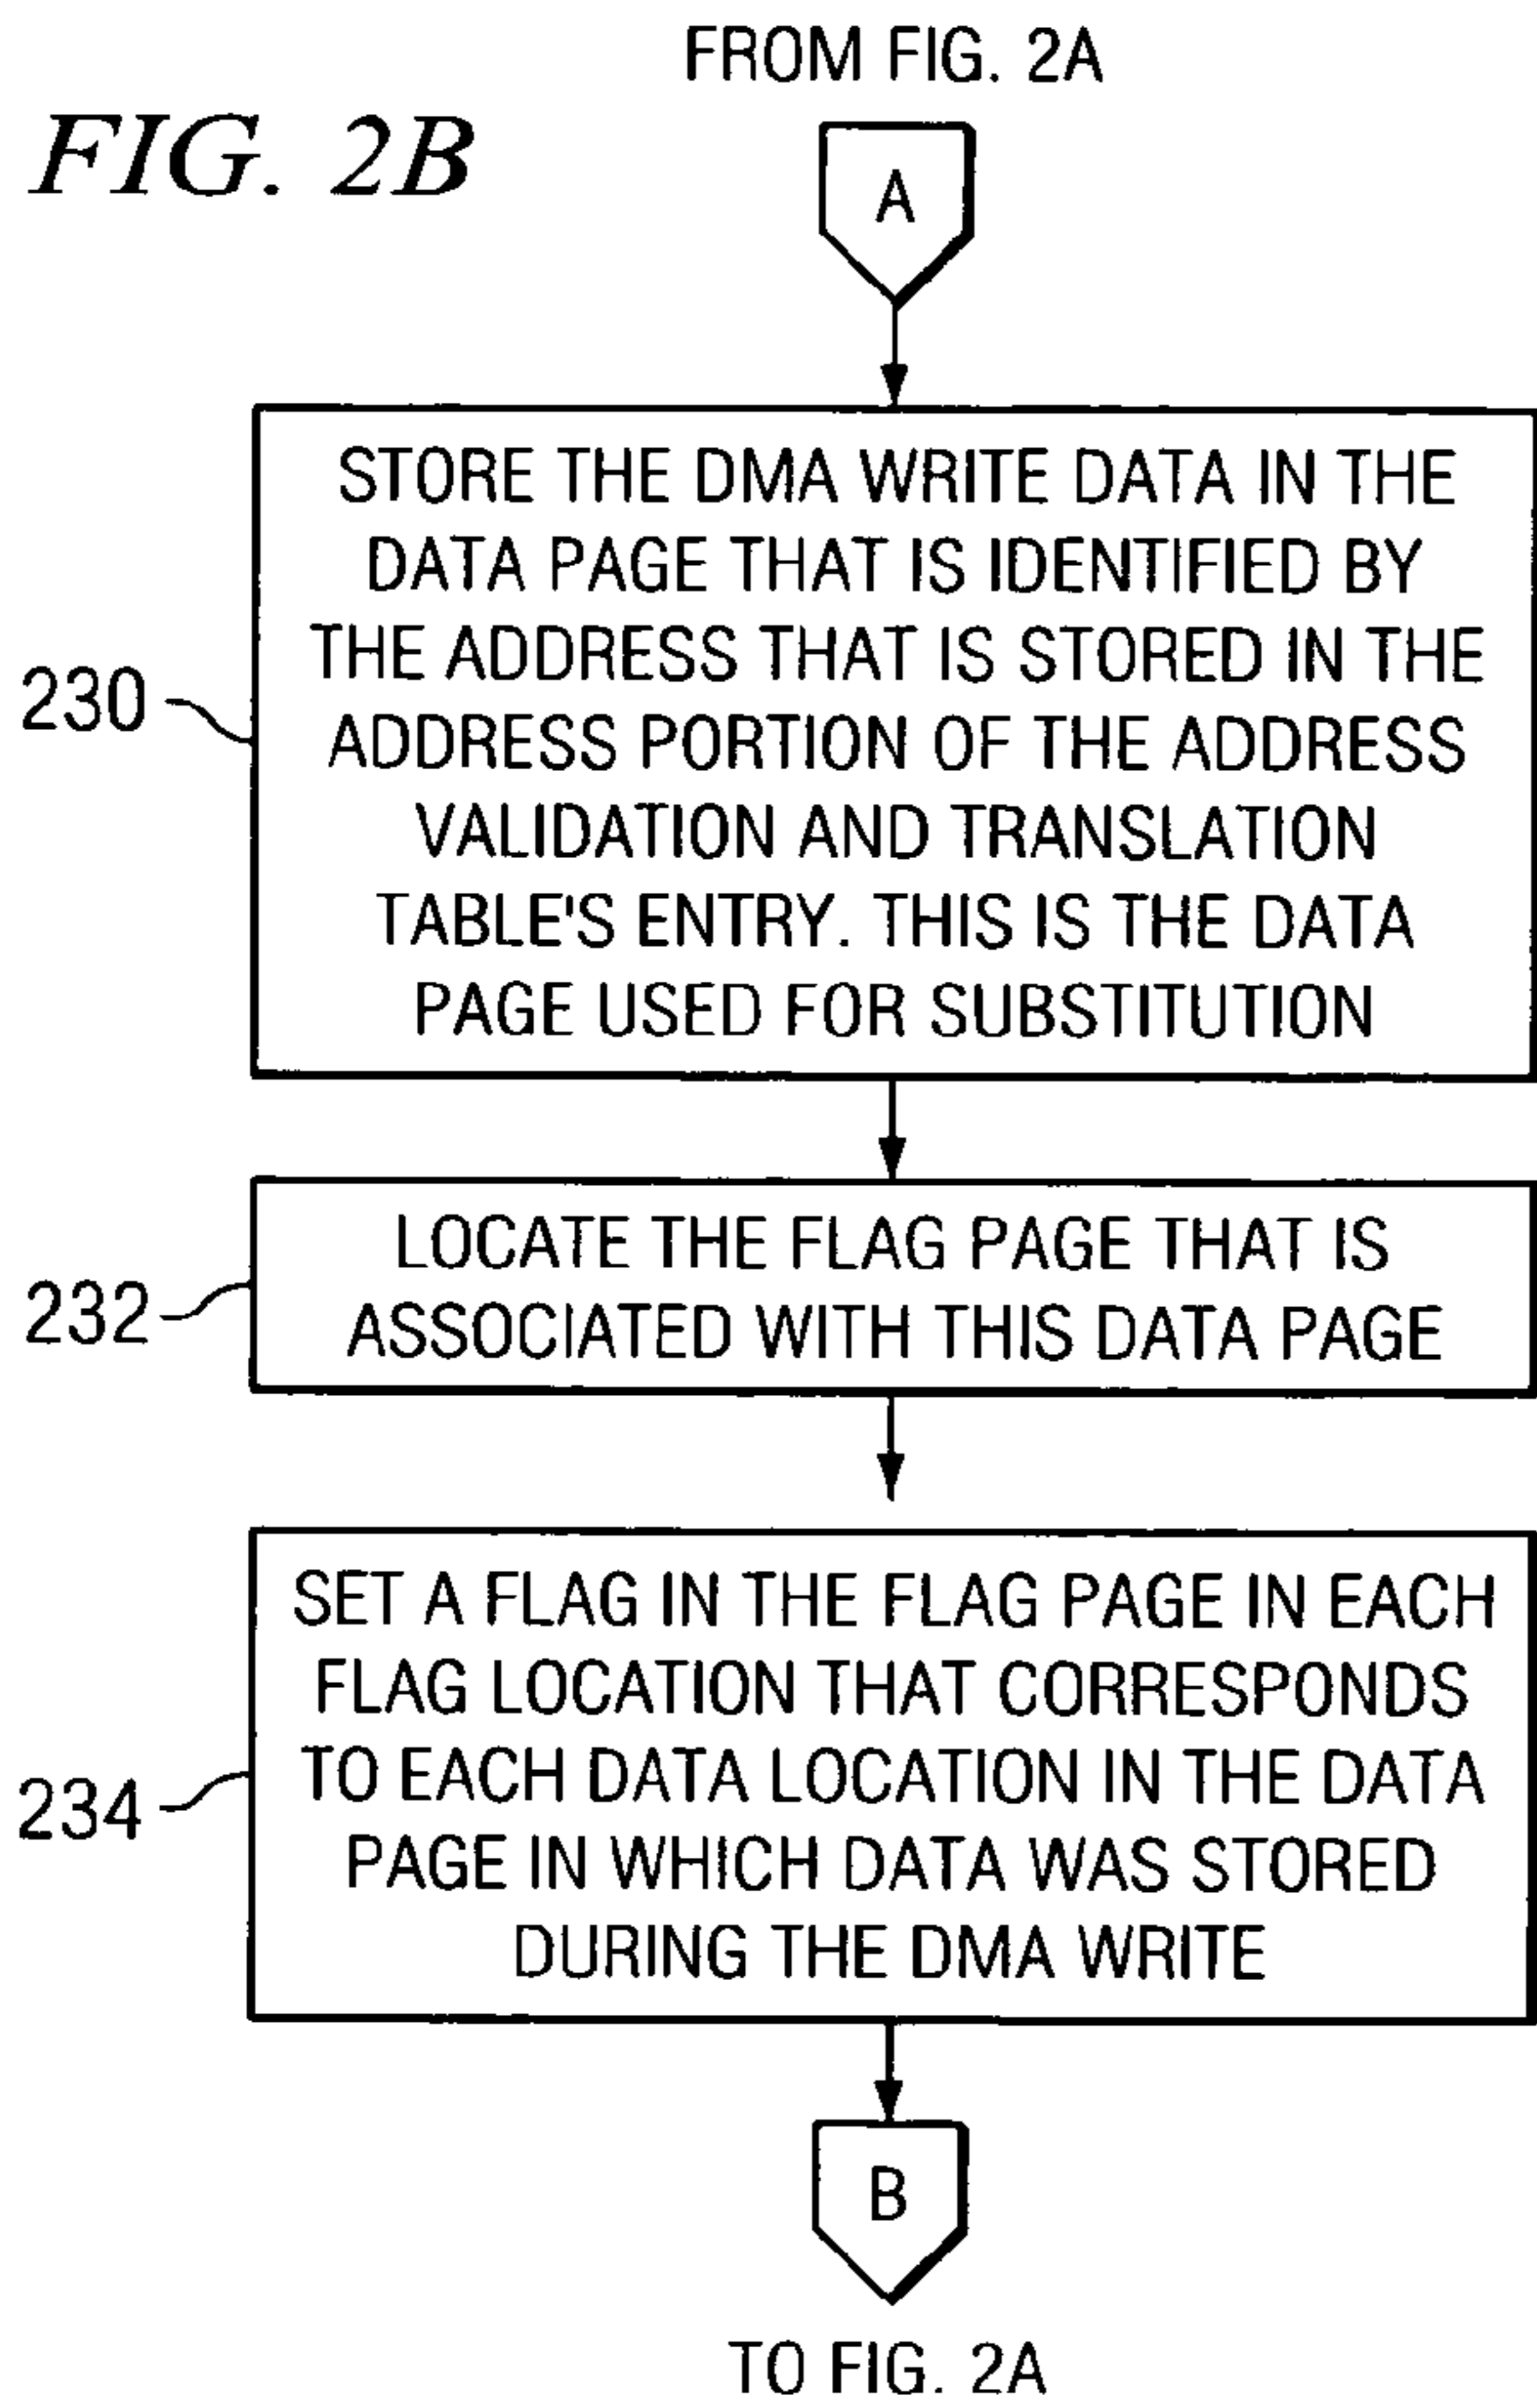 FROM FIG. 2A
FIG. 2B
A
STORE THE DMA WRITE DATA IN THE
DATA PAGE THAT IS IDENTIFIED BY
THE ADDRESS THAT IS STORED IN THE
ADDRESS PORTION OF THE ADDRESS
VALIDATION AND TRANSLATION
TABLE'S ENTRY. THIS IS THE DATA
PAGE USED FOR SUBSTITUTION
230
LOCATE THE FLAG PAGE THAT IS
ASSOCIATED WITH THIS DATA PAGE
232
SET A FLAG IN THE FLAG PAGE IN EACH
FLAG LOCATION THAT CORRESPONDS
TO EACH DATA LOCATION IN THE DATA
PAGE IN WHICH DATA WAS STORED
DURING THE DMA WRITE
234
B
TO FIG. 2A